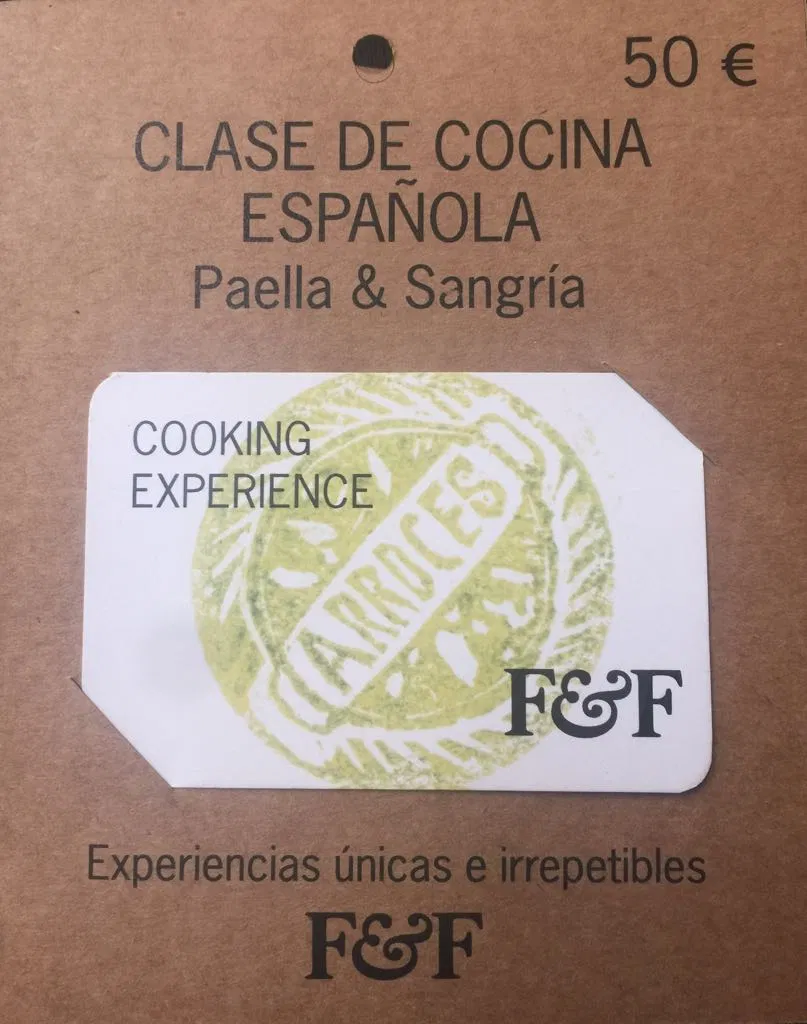 50 €
CLASE DE COCINA
ESPAÑOLA
Paella & Sangría
COOKING
EXPERIENCE
ARROCES
F&F
Experiencias únicas e irrepetibles
F&F